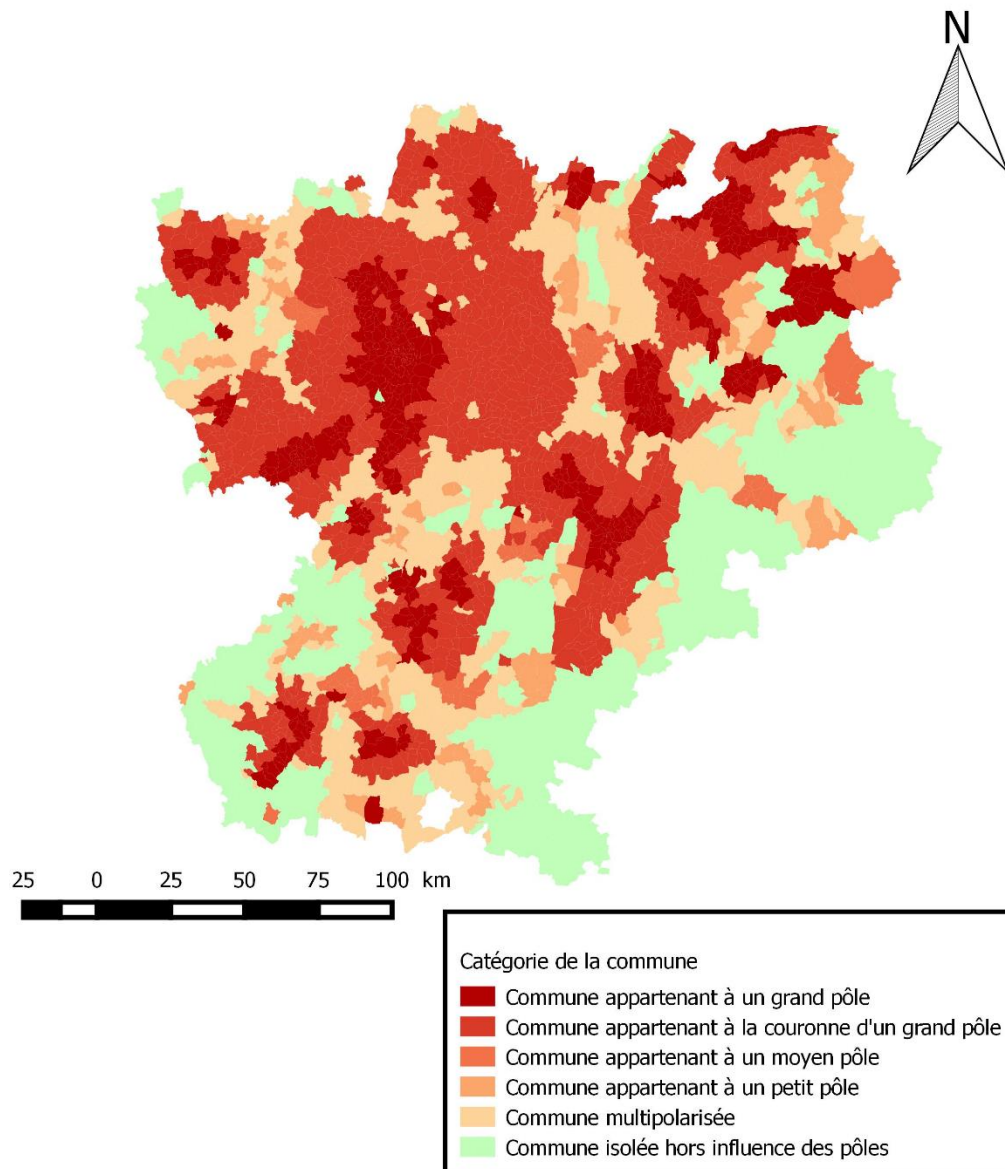 N
25 0 25 50 75 100 km
Catégorie de la commune
Commune appartenant à un grand pôle
Commune appartenant à la couronne d'un grand pôle
Commune appartenant à un moyen pôle
Commune appartenant à un petit pôle
Commune multipolarisée
Commune isolée hors influence des pôles